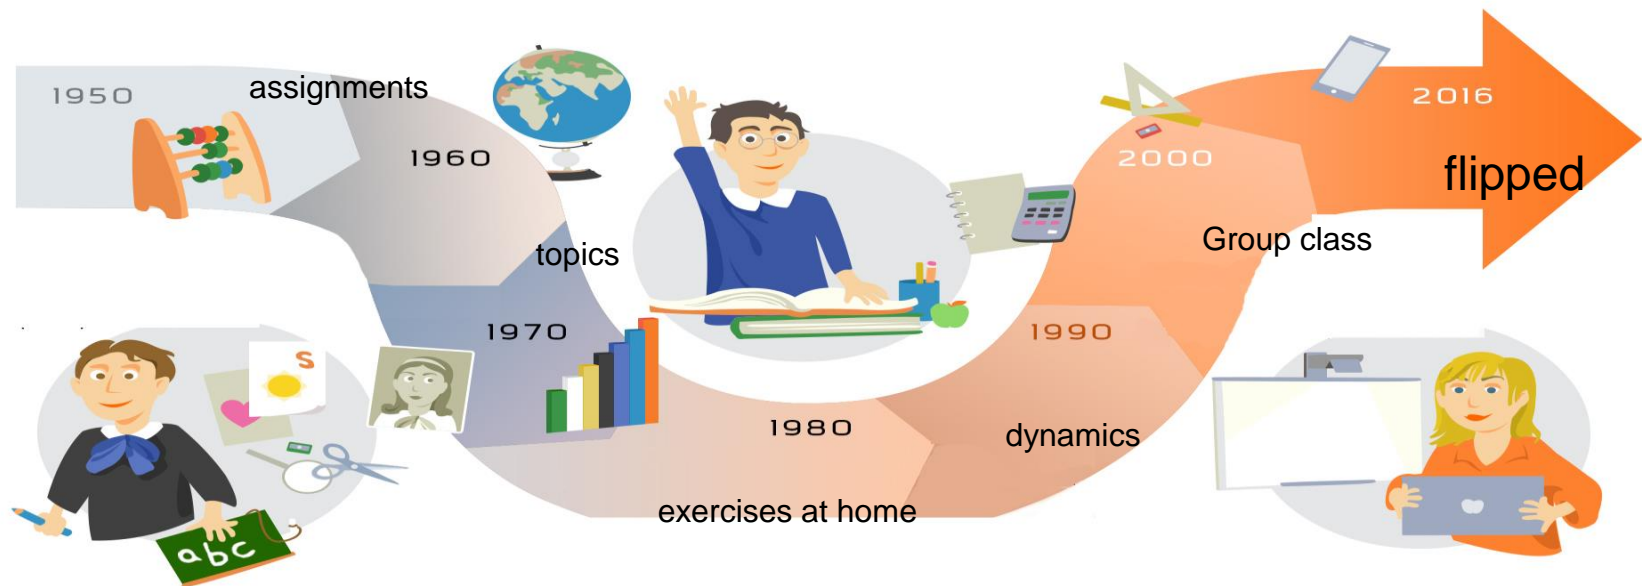 1950
assignments
1960
topics
1970
1980
exercises at home
1990
dynamics
2000
Group class
2016
flipped
S
abc